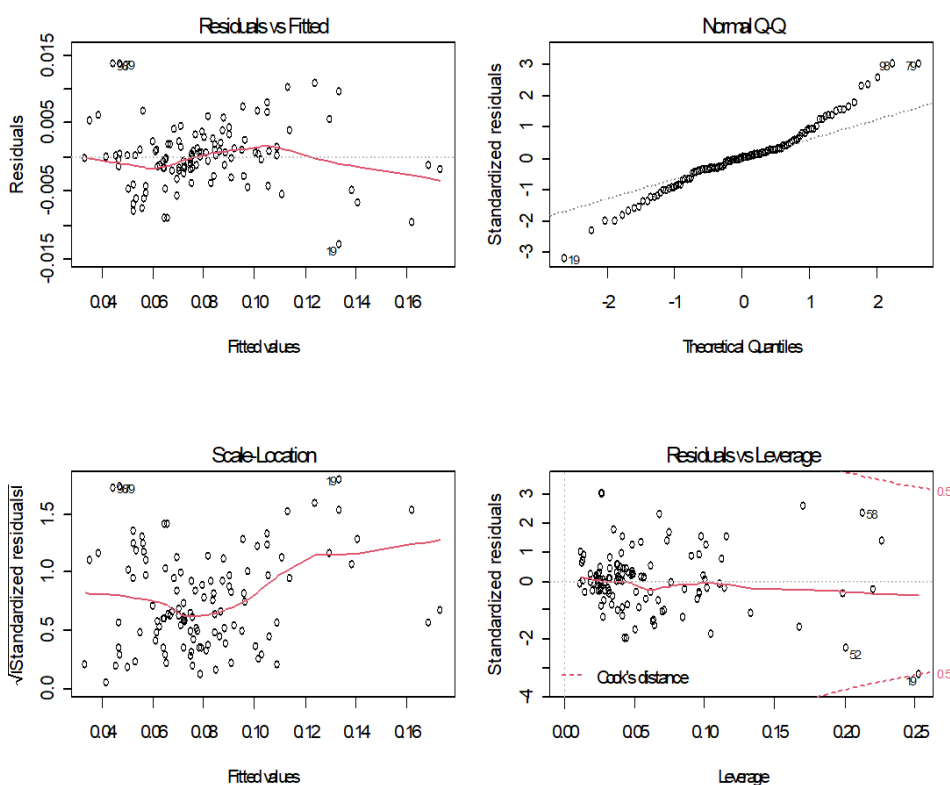 Residuals vs Fitted
Residuals
0.015
0.005
-0.005
-0.015
9879
19
0.04 0.06 0.08 0.10 0.12 0.14 0.16
Fitted values
Normal Q-Q
Standardized residuals
3
2
1
0
-1
-2
-3
98
79
19
-2 -1 0 1 2
Theoretical Quantiles
Scale-Location
√|Standardized residuals|
1.5
1.0
0.5
0.0
9879
19
0.04 0.06 0.08 0.10 0.12 0.14 0.16
Fitted values
Residuals vs Leverage
Standardized residuals
3
2
1
0
-2
-4
0.5
58
52
19
0.5
Cook's distance
0.00 0.05 0.10 0.15 0.20 0.25
Leverage